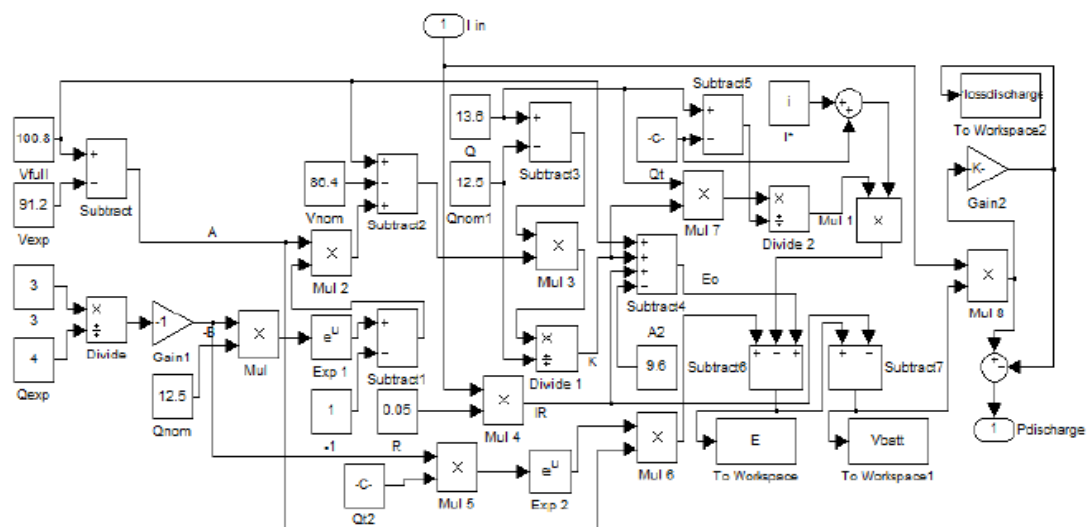 1
I in
100.8
Vfull
91.2
Vexp
+
−
Subtract
A
3
3
4
Qexp
×
÷
Divide
-1
Gain1
-B
12.5
Qnom
×
Mul
86.4
Vnom
×
Mul 2
+
−
+
Subtract2
e^u
Exp 1
1
-1
+
−
Subtract1
0.05
R
×
Mul 4
IR
-C-
Qt2
×
Mul 5
e^u
Exp 2
×
Mul 6
13.6
Q
12.5
Qnom1
+
−
Subtract3
×
Mul 3
×
÷
Divide 1
K
-C-
Qt
+
−
Subtract5
i
I*
+
+
×
Mul 7
×
÷
Divide 2
Mul 1
×
+
+
+
−
Subtract4
Eo
A2
9.6
+ − +
Subtract6
+ −
Subtract7
E
To Workspace
Vbatt
To Workspace1
lossdischarge
To Workspace2
K-
Gain2
×
Mul 8
+
−
1
Pdischarge